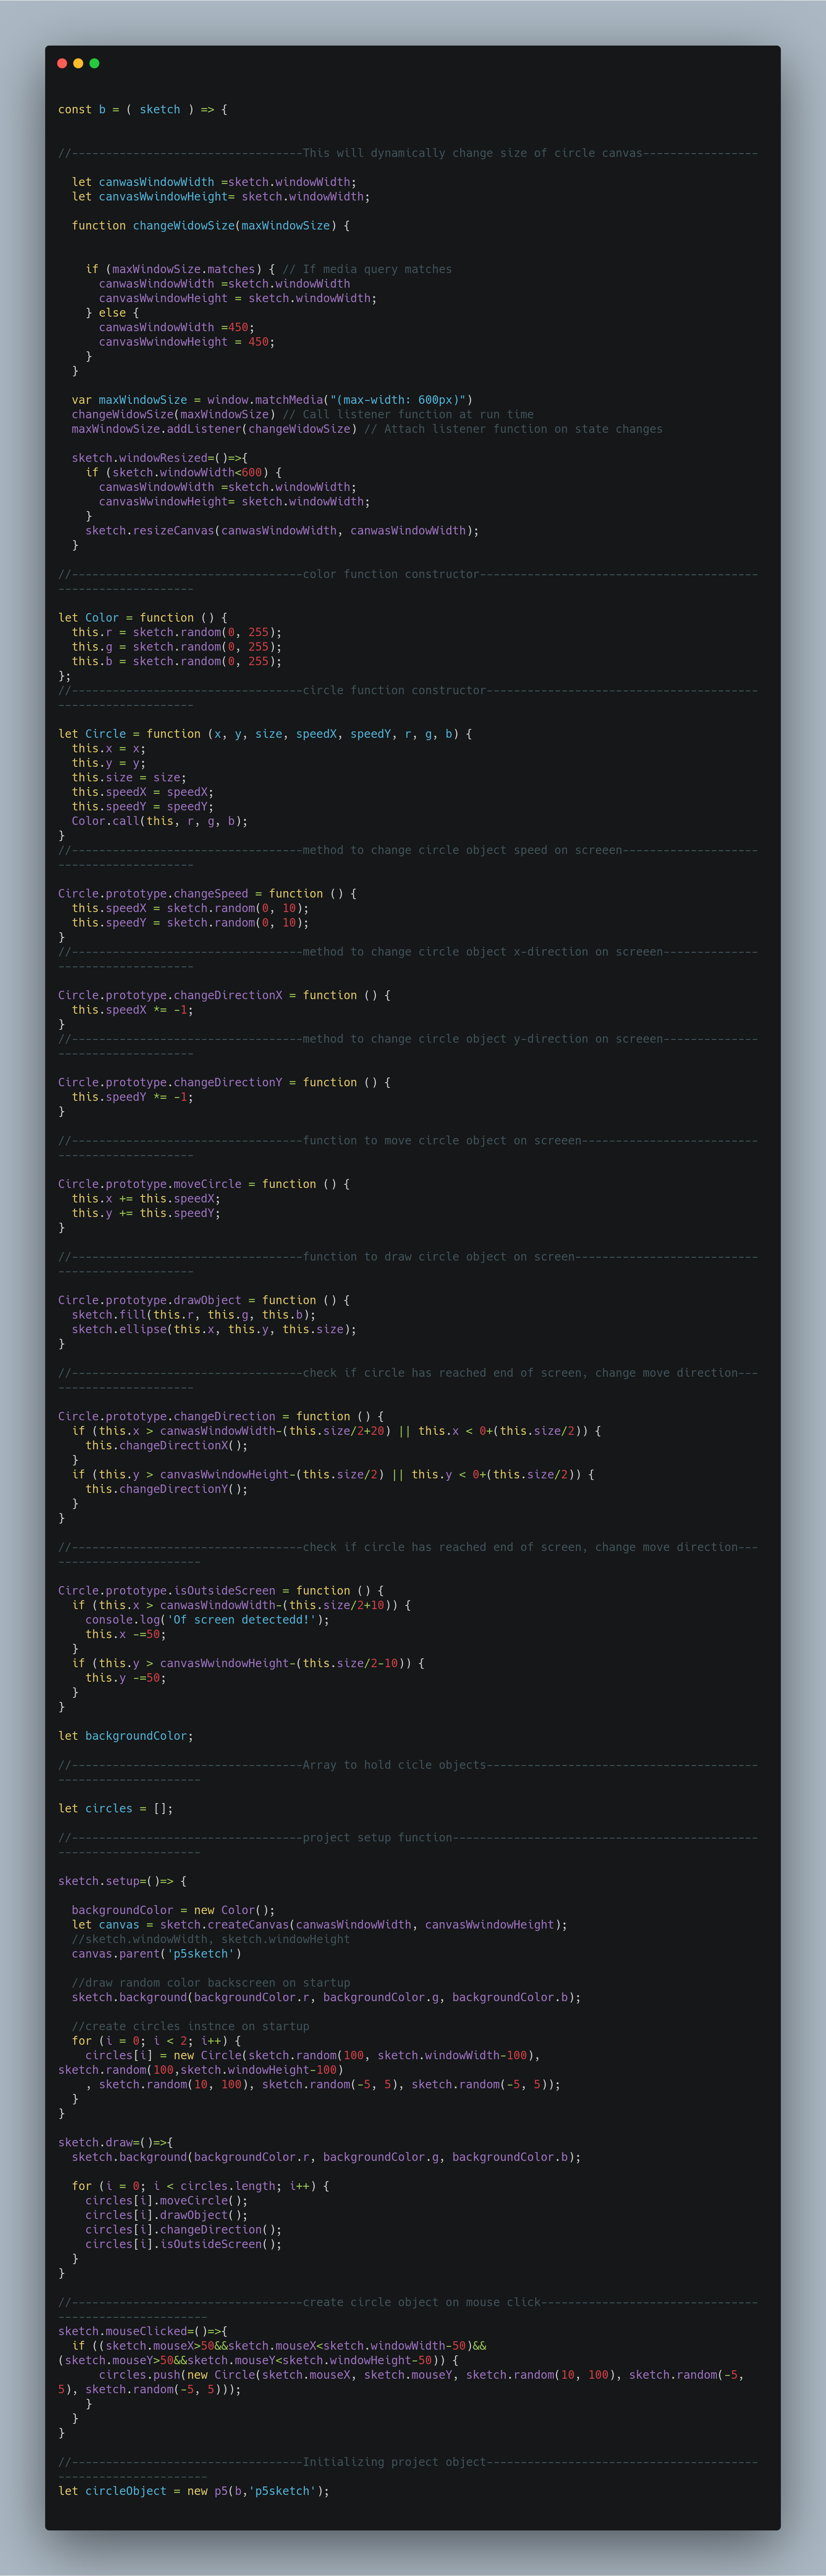 const b = ( sketch ) => {
//----------------------------------This will dynamically change size of circle canvas-----------------
let canwasWindowWidth =sketch.windowWidth;
let canvasWwindowHeight= sketch.windowWidth;
function changeWidowSize(maxWindowSize) {
if (maxWindowSize.matches) { // If media query matches
canwasWindowWidth =sketch.windowWidth
canvasWwindowHeight = sketch.windowWidth;
} else {
canwasWindowWidth =450;
canvasWwindowHeight = 450;
}
}
var maxWindowSize = window.matchMedia("(max-width: 600px)")
changeWidowSize(maxWindowSize) // Call listener function at run time
maxWindowSize.addListener(changeWidowSize) // Attach listener function on state changes
sketch.windowResized=()=>{
if (sketch.windowWidth<600) {
canwasWindowWidth =sketch.windowWidth;
canvasWwindowHeight= sketch.windowWidth;
}
sketch.resizeCanvas(canwasWindowWidth, canwasWindowWidth);
}
//----------------------------------color function constructor-----------------------------------------
--------------------
let Color = function () {
this.r = sketch.random(0, 255);
this.g = sketch.random(0, 255);
this.b = sketch.random(0, 255);
};
//----------------------------------circle function constructor----------------------------------------
--------------------
let Circle = function (x, y, size, speedX, speedY, r, g, b) {
this.x = x;
this.y = y;
this.size = size;
this.speedX = speedX;
this.speedY = speedY;
Color.call(this, r, g, b);
}
//----------------------------------method to change circle object speed on screeen--------------------
--------------------
Circle.prototype.changeSpeed = function () {
this.speedX = sketch.random(0, 10);
this.speedY = sketch.random(0, 10);
}
//----------------------------------method to change circle object x-direction on screeen--------------
--------------------
Circle.prototype.changeDirectionX = function () {
this.speedX *= -1;
}
//----------------------------------method to change circle object y-direction on screeen--------------
--------------------
Circle.prototype.changeDirectionY = function () {
this.speedY *= -1;
}
//----------------------------------function to move circle object on screeen--------------------------
--------------------
Circle.prototype.moveCircle = function () {
this.x += this.speedX;
this.y += this.speedY;
}
//----------------------------------function to draw circle object on screen---------------------------
--------------------
Circle.prototype.drawObject = function () {
sketch.fill(this.r, this.g, this.b);
sketch.ellipse(this.x, this.y, this.size);
}
//----------------------------------check if circle has reached end of screen, change move direction---
--------------------
Circle.prototype.changeDirection = function () {
if (this.x > canwasWindowWidth-(this.size/2+20) || this.x < 0+(this.size/2)) {
this.changeDirectionX();
}
if (this.y > canvasWwindowHeight-(this.size/2) || this.y < 0+(this.size/2)) {
this.changeDirectionY();
}
}
//----------------------------------check if circle has reached end of screen, change move direction---
---------------------
Circle.prototype.isOutsideScreen = function () {
if (this.x > canwasWindowWidth-(this.size/2+10)) {
console.log('Of screen detectedd!');
this.x -=50;
}
if (this.y > canvasWwindowHeight-(this.size/2-10)) {
this.y -=50;
}
}
let backgroundColor;
//----------------------------------Array to hold cicle objects----------------------------------------
---------------------
let circles = [];
//----------------------------------project setup function---------------------------------------------
---------------------
sketch.setup=()=> {
backgroundColor = new Color();
let canvas = sketch.createCanvas(canwasWindowWidth, canvasWwindowHeight);
//sketch.windowWidth, sketch.windowHeight
canvas.parent('p5sketch')
//draw random color backscreen on startup
sketch.background(backgroundColor.r, backgroundColor.g, backgroundColor.b);
//create circles instnce on startup
for (i = 0; i < 2; i++) {
circles[i] = new Circle(sketch.random(100, sketch.windowWidth-100),
sketch.random(100,sketch.windowHeight-100)
, sketch.random(10, 100), sketch.random(-5, 5), sketch.random(-5, 5));
}
}
sketch.draw=()=>{
sketch.background(backgroundColor.r, backgroundColor.g, backgroundColor.b);
for (i = 0; i < circles.length; i++) {
circles[i].moveCircle();
circles[i].drawObject();
circles[i].changeDirection();
circles[i].isOutsideScreen();
}
}
//----------------------------------create circle object on mouse click--------------------------------
----------------------
sketch.mouseClicked=()=>{
if ((sketch.mouseX>50&&sketch.mouseX<sketch.windowWidth-50)&&
(sketch.mouseY>50&&sketch.mouseY<sketch.windowHeight-50)) {
circles.push(new Circle(sketch.mouseX, sketch.mouseY, sketch.random(10, 100), sketch.random(-5,
5), sketch.random(-5, 5)));
}
}
}
//----------------------------------Initializing project object----------------------------------------
----------------------
let circleObject = new p5(b,'p5sketch');